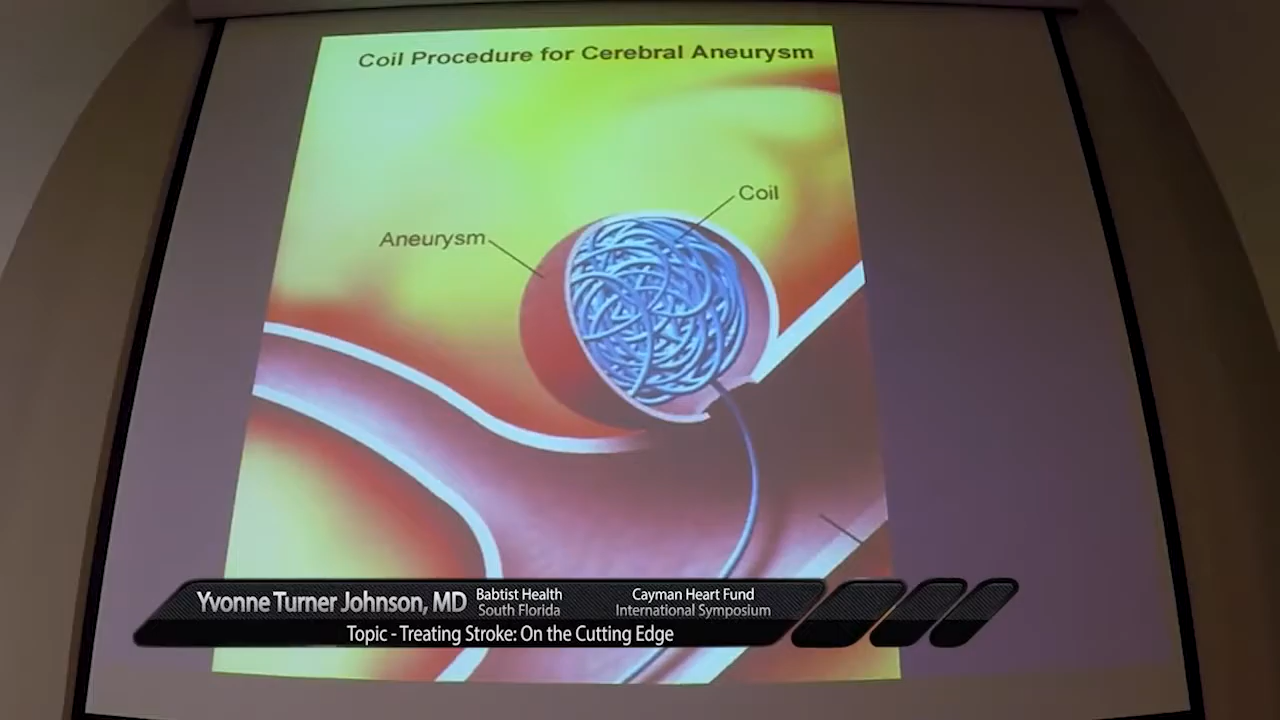 Coil Procedure for Cerebral Aneurysm
Coil
Aneurysm
Yvonne Turner Johnson, MD
Babtist Health
South Florida
Cayman Heart Fund
International Symposium
Topic - Treating Stroke: On the Cutting Edge